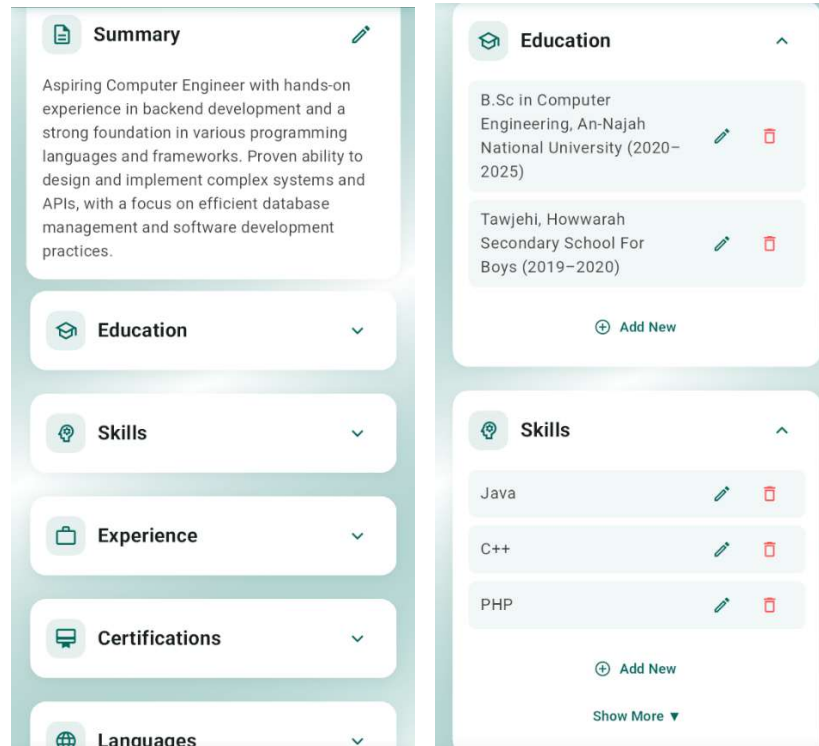 Summary
Aspiring Computer Engineer with hands-on
experience in backend development and a
strong foundation in various programming
languages and frameworks. Proven ability to
design and implement complex systems and
APIs, with a focus on efficient database
management and software development
practices.
Education
Skills
Experience
Certifications
Languages
Education
B.Sc in Computer
Engineering, An-Najah
National University (2020–
2025)
Tawjehi, Howwarah
Secondary School For
Boys (2019–2020)
Add New
Skills
Java
C++
PHP
Add New
Show More ▼